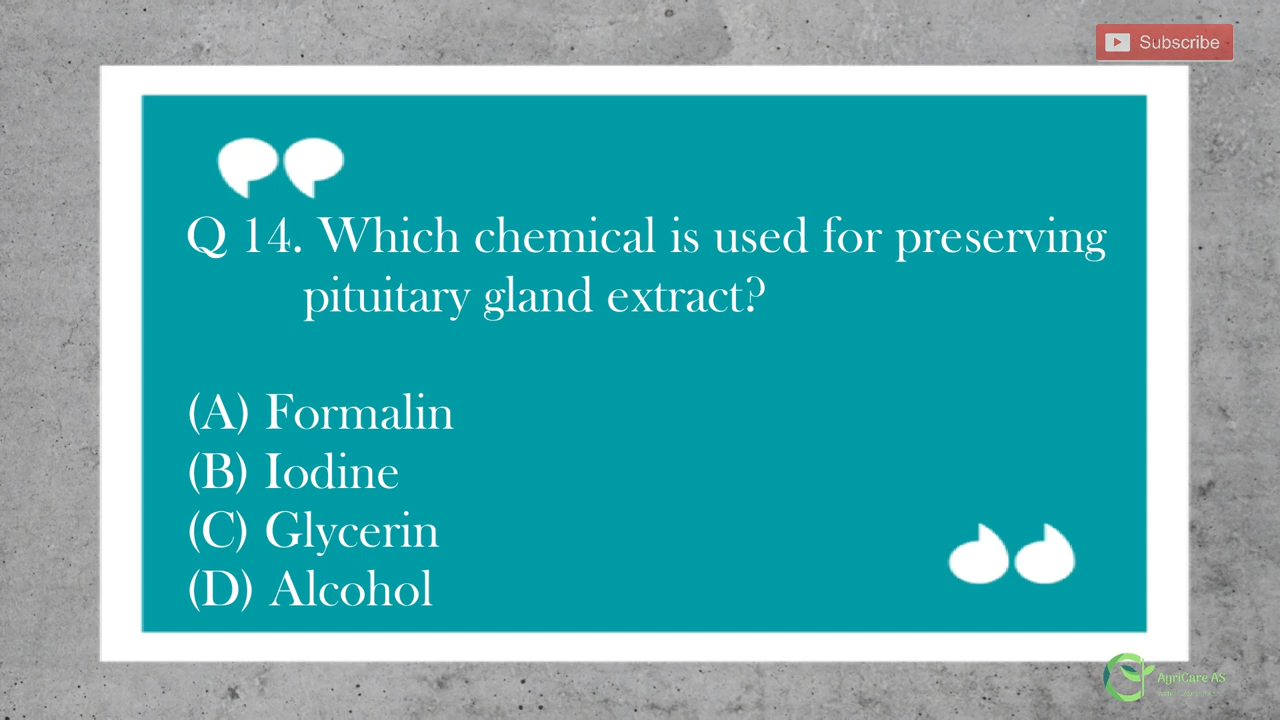 Subscribe
Q 14. Which chemical is used for preserving
pituitary gland extract?
(A) Formalin
(B) Iodine
(C) Glycerin
(D) Alcohol
AgriCare AS